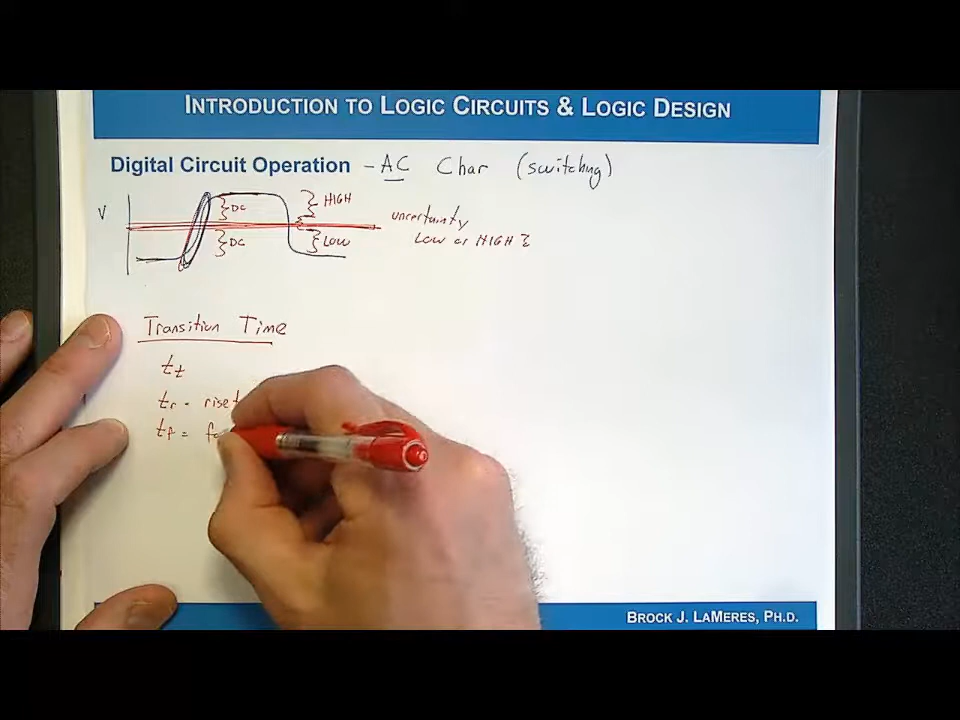 INTRODUCTION TO LOGIC CIRCUITS & LOGIC DESIGN
Digital Circuit Operation - AC Char (switching)
V
DC
HIGH
DC
LOW
uncertainty
LOW or HIGH ?
Transition Time
tt
tr = rise
tf =
BROCK J. LAMERES, PH.D.